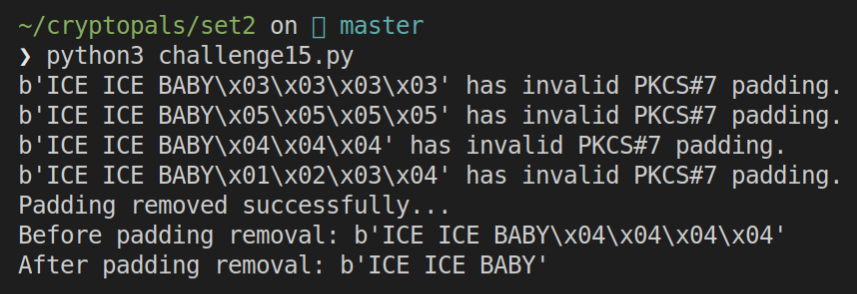 ~/cryptopals/set2 on  master
❯ python3 challenge15.py
b'ICE ICE BABY\x03\x03\x03\x03' has invalid PKCS#7 padding.
b'ICE ICE BABY\x05\x05\x05\x05' has invalid PKCS#7 padding.
b'ICE ICE BABY\x04\x04\x04' has invalid PKCS#7 padding.
b'ICE ICE BABY\x01\x02\x03\x04' has invalid PKCS#7 padding.
Padding removed successfully...
Before padding removal: b'ICE ICE BABY\x04\x04\x04\x04'
After padding removal: b'ICE ICE BABY'